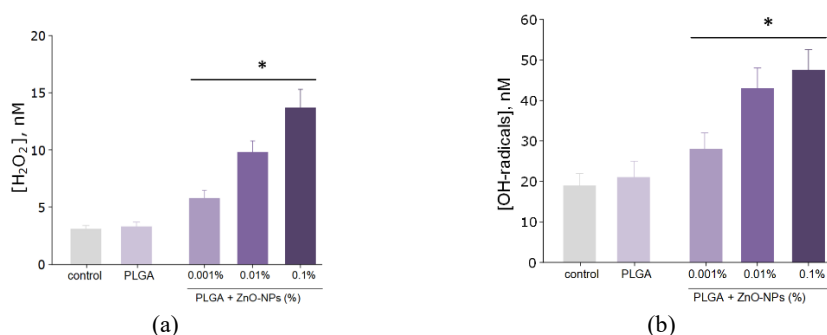 [H₂O₂], nM
20
15
10
5
0
*
control
PLGA
0.001%
0.01%
0.1%
PLGA + ZnO-NPs (%)
(a)
[OH-radicals], nM
60
50
40
30
20
10
0
*
control
PLGA
0.001%
0.01%
0.1%
PLGA + ZnO-NPs (%)
(b)